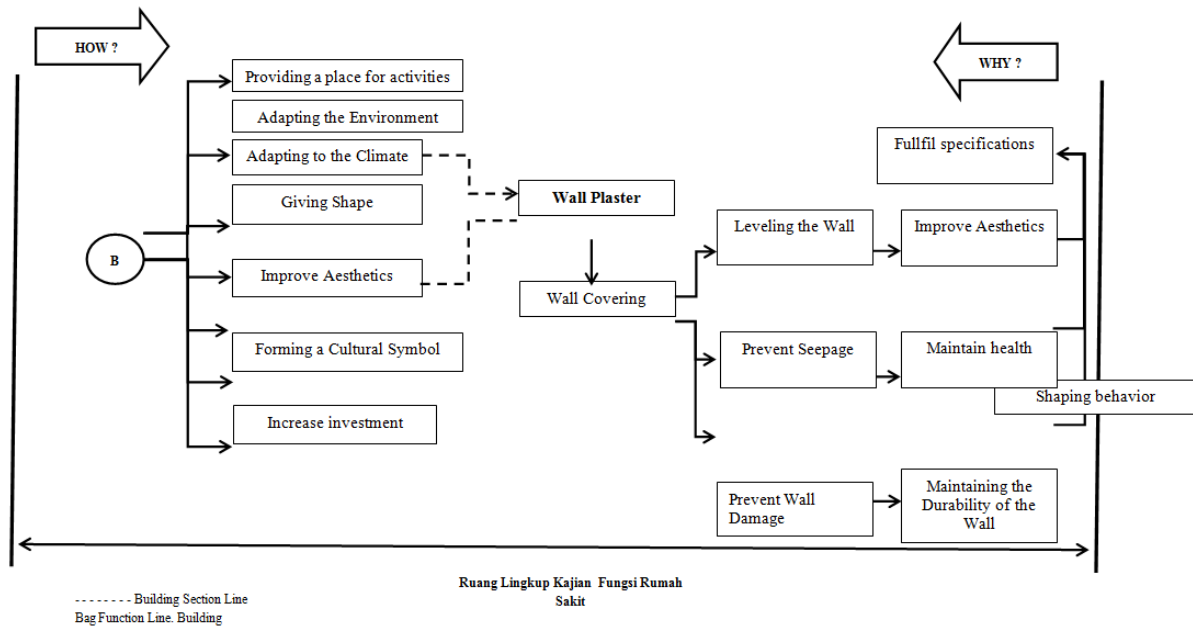 HOW ?
WHY ?
Providing a place for activities
Adapting the Environment
Adapting to the Climate
Giving Shape
B
Improve Aesthetics
Forming a Cultural Symbol
Increase investment
Wall Plaster
Wall Covering
Leveling the Wall
Prevent Seepage
Prevent Wall
Damage
Fullfil specifications
Improve Aesthetics
Maintain health
Shaping behavior
Maintaining the
Durability of the
Wall
Ruang Lingkup Kajian Fungsi Rumah
Sakit
- - - - - - - - Building Section Line
Bag Function Line. Building